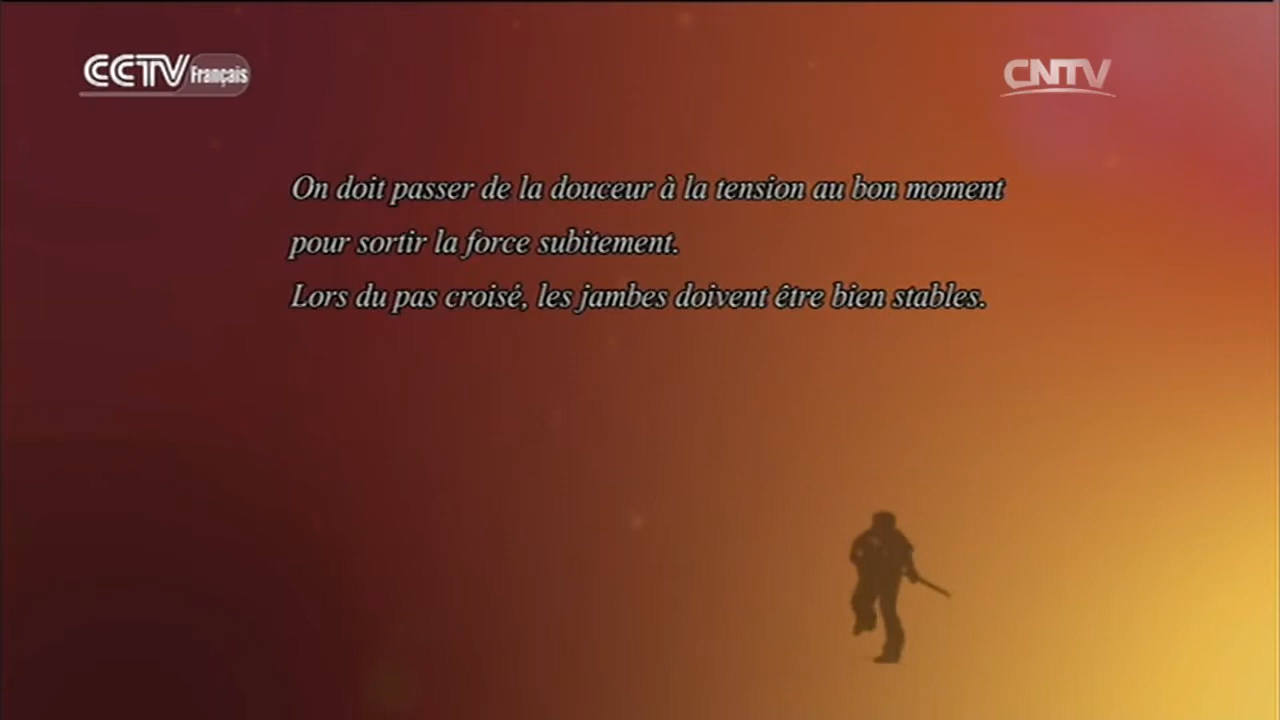 CCTV Français
CNTV
On doit passer de la douceur à la tension au bon moment
pour sortir la force subitement.
Lors du pas croisé, les jambes doivent être bien stables.